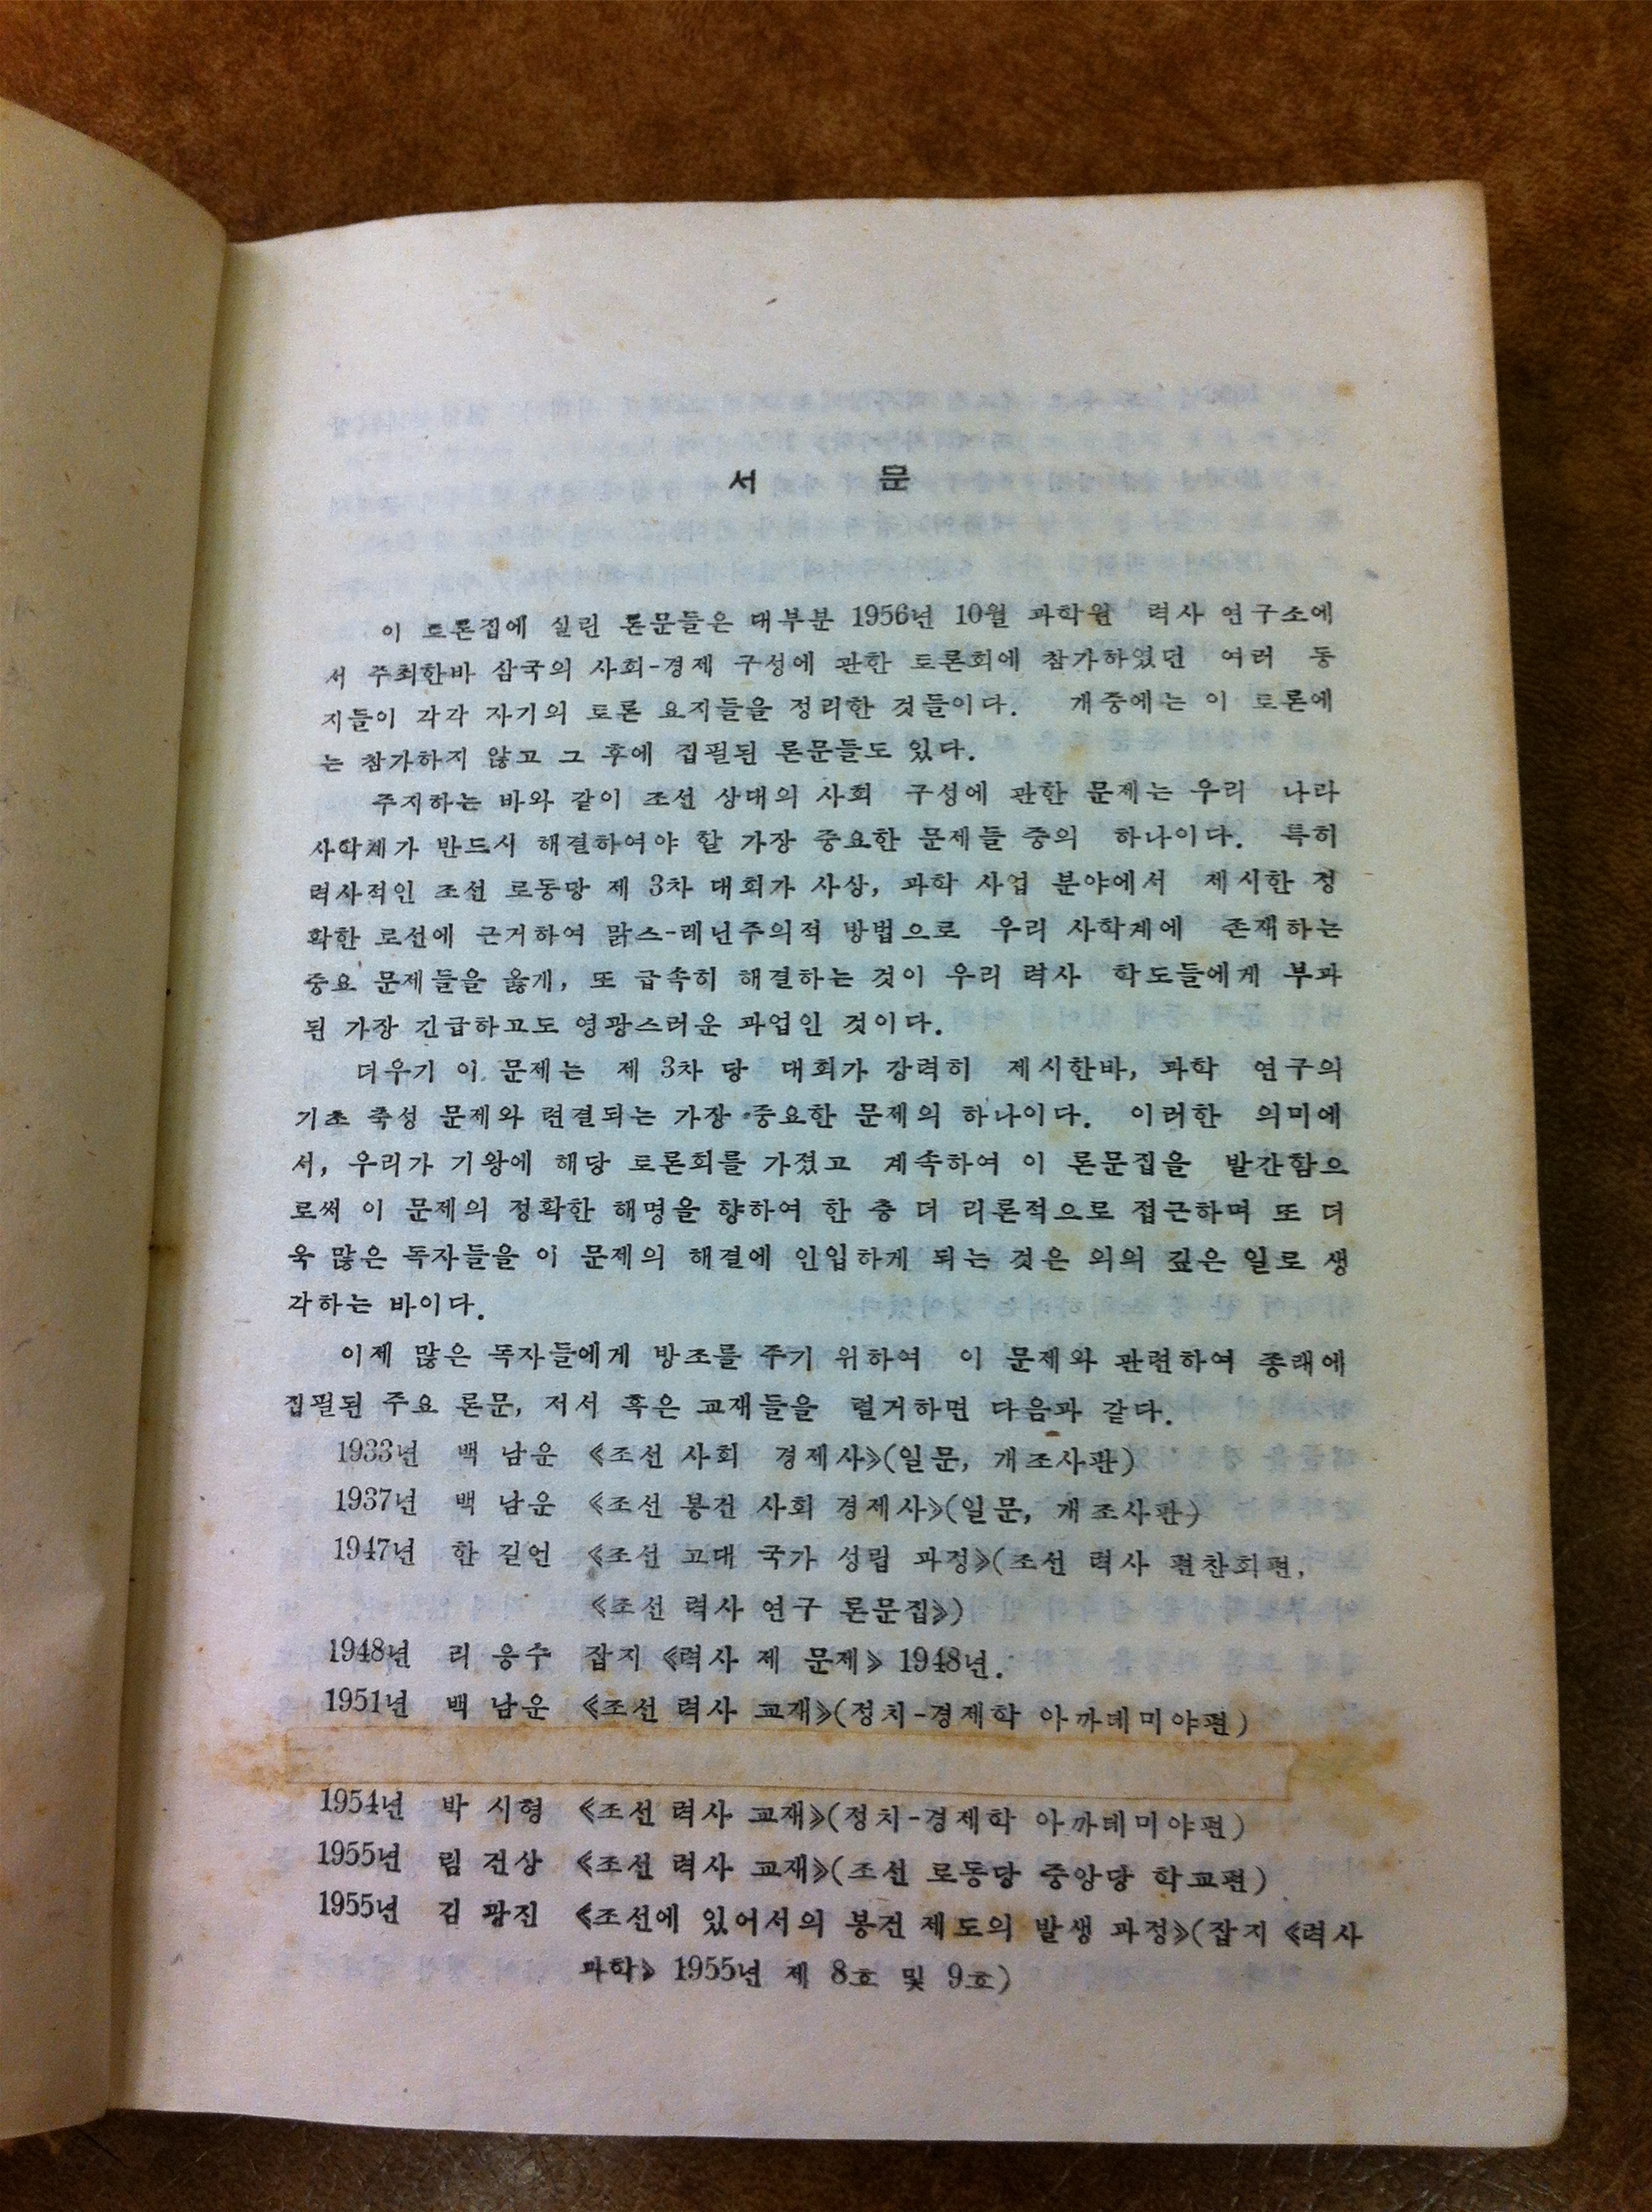 서 문
이 토론집에 실린 론문들은 대부분 1956년 10월 과학원 력사 연구소에
서 주최한바 삼국의 사회-경제 구성에 관한 토론회에 참가하였던 여러 동
지들이 각각 자기의 토론 요지들을 정리한 것들이다. 개중에는 이 토론에
는 참가하지 않고 그 후에 집필된 론문들도 있다.
주지하는 바와 같이 조선 상대의 사회 구성에 관한 문제는 우리 나라
사학계가 반드시 해결하여야 할 가장 중요한 문제들 중의 하나이다. 특히
력사적인 조선 로동당 제 3차 대회가 사상, 과학 사업 분야에서 제시한 정
확한 로선에 근거하여 맑스-레닌주의적 방법으로 우리 사학계에 존재하는
중요 문제들을 옳게, 또 급속히 해결하는 것이 우리 력사 학도들에게 부과
된 가장 긴급하고도 영광스러운 과업인 것이다.
더우기 이 문제는 제 3차 당 대회가 강력히 제시한바, 과학 연구의
기초 축성 문제와 련결되는 가장 중요한 문제의 하나이다. 이러한 의미에
서, 우리가 기왕에 해당 토론회를 가졌고 계속하여 이 론문집을 발간함으
로써 이 문제의 정확한 해명을 향하여 한 층 더 리론적으로 접근하며 또 더
욱 많은 독자들을 이 문제의 해결에 인입하게 되는 것은 의의 깊은 일로 생
각하는 바이다.
이제 많은 독자들에게 방조를 주기 위하여 이 문제와 관련하여 종래에
집필된 주요 론문, 저서 혹은 교재들을 렬거하면 다음과 같다.
1933년 백 남운 《조선 사회 경제사》(일문, 개조사판)
1937년 백 남운 《조선 봉건 사회 경제사》(일문, 개조사판)
1947년 한 길언 《조선 고대 국가 성립 과정》(조선 력사 편찬회편,
《조선 력사 연구 론문집》)
1948년 리 응수 잡지 《력사 제 문제》 1948년.
1951년 백 남운 《조선 력사 교재》(정치-경제학 아까데미야편)
1954년 박 시형 《조선 력사 교재》(정치-경제학 아까데미야편)
1955년 림 건상 《조선 력사 교재》(조선 로동당 중앙당 학교편)
1955년 김 광진 《조선에 있어서의 봉건 제도의 발생 과정》(잡지 《력사
과학》 1955년 제 8호 및 9호)